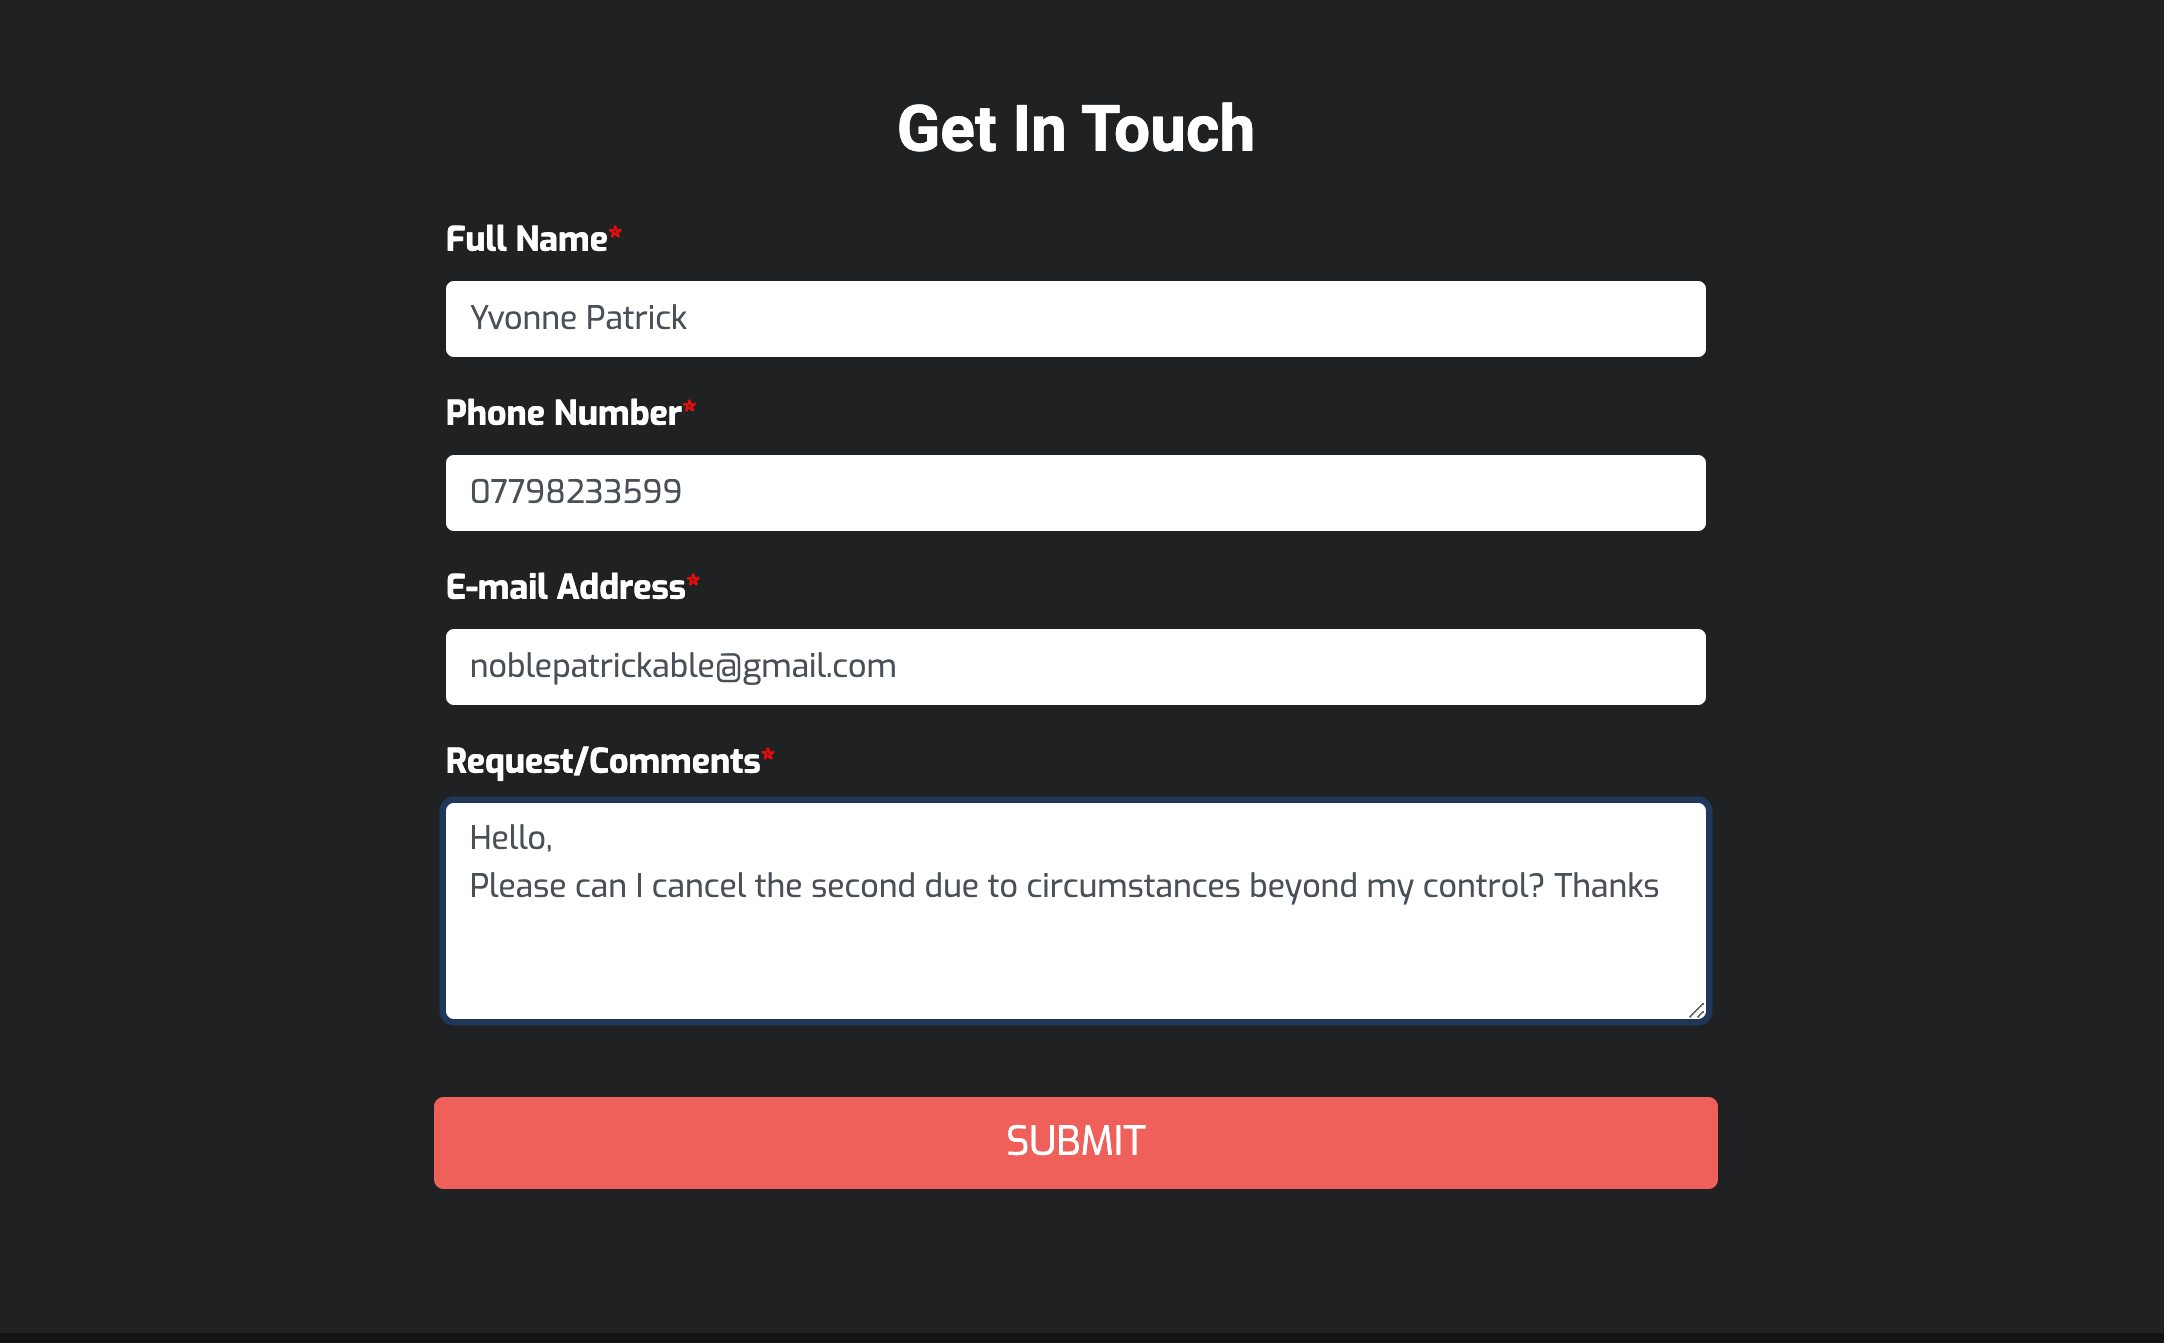 Get In Touch
Full Name*
Yvonne Patrick
Phone Number*
07798233599
E-mail Address*
noblepatrickable@gmail.com
Request/Comments*
Hello,
Please can I cancel the second due to circumstances beyond my control? Thanks
SUBMIT